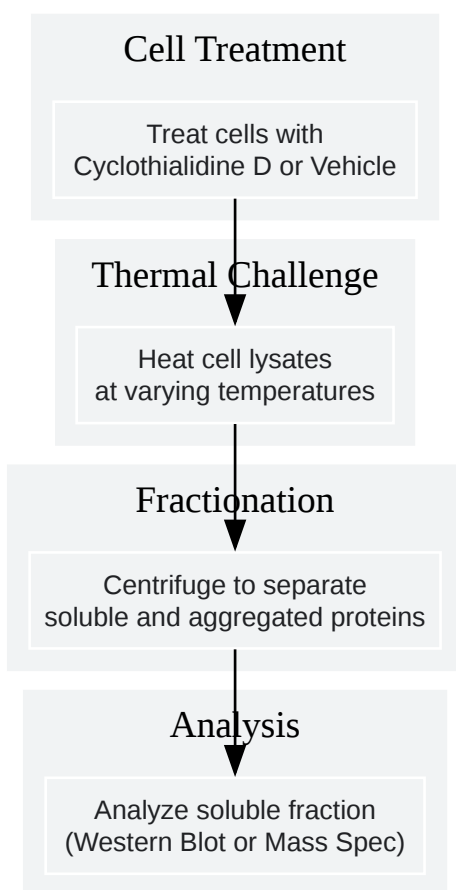 Cell Treatment
Treat cells with
Cyclothialidine D or Vehicle
Thermal Challenge
Heat cell lysates
at varying temperatures
Fractionation
Centrifuge to separate
soluble and aggregated proteins
Analysis
Analyze soluble fraction
(Western Blot or Mass Spec)